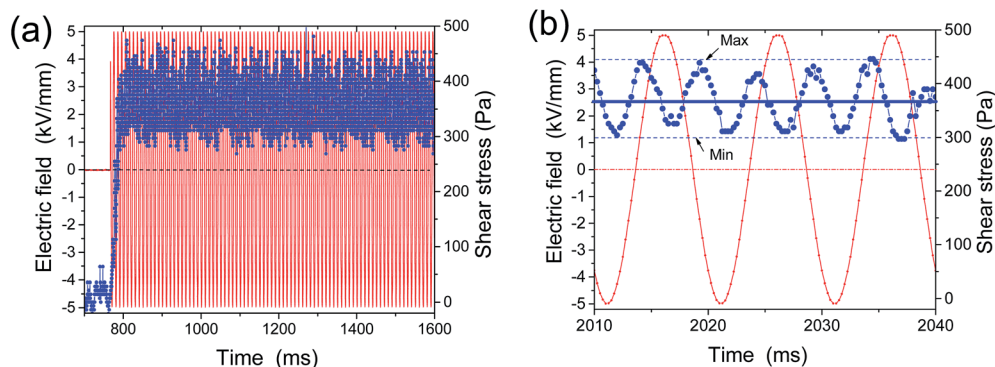 (a)
Electric field (kV/mm)
5
4
3
2
1
0
-1
-2
-3
-4
-5
500
400
300
200
100
0
Shear stress (Pa)
800 1000 1200 1400 1600
Time (ms)
(b)
Electric field (kV/mm)
5
4
3
2
1
0
-1
-2
-3
-4
-5
Max
Min
500
400
300
200
100
0
Shear stress (Pa)
2010 2020 2030 2040
Time (ms)